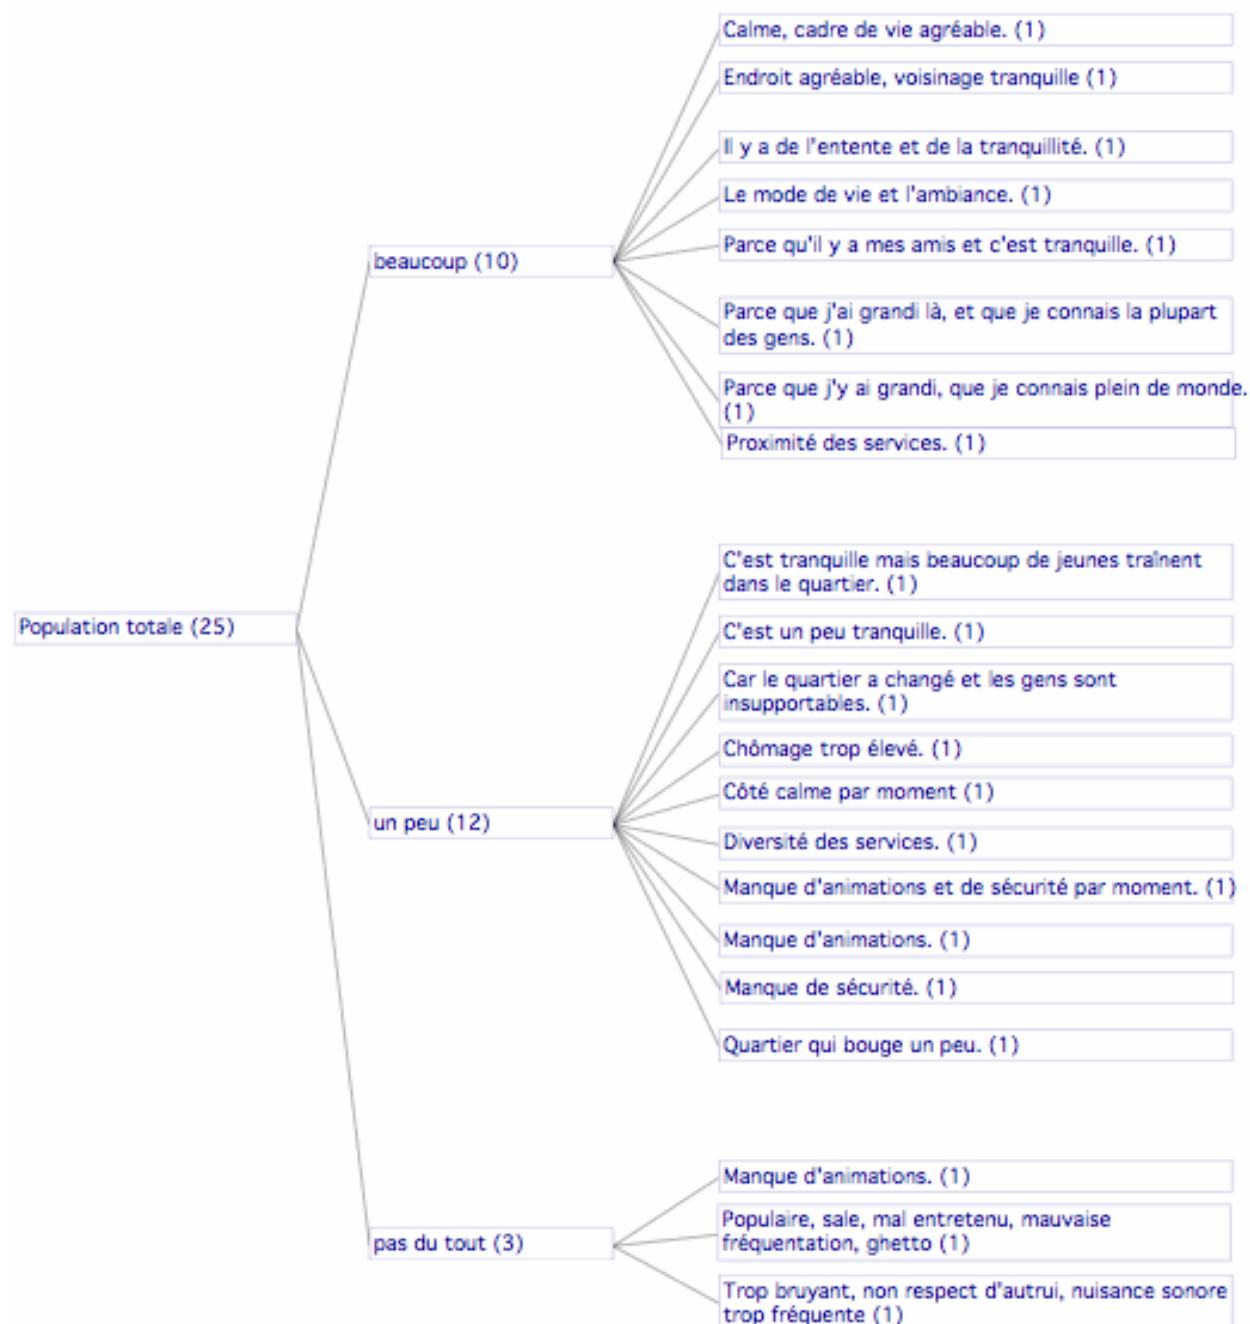 Population totale (25)
beaucoup (10)
Calme, cadre de vie agréable. (1)
Endroit agréable, voisinage tranquille (1)
Il y a de l'entente et de la tranquillité. (1)
Le mode de vie et l'ambiance. (1)
Parce qu'il y a mes amis et c'est tranquille. (1)
Parce que j'ai grandi là, et que je connais la plupart
des gens. (1)
Parce que j'y ai grandi, que je connais plein de monde.
(1)
Proximité des services. (1)
un peu (12)
C'est tranquille mais beaucoup de jeunes traînent
dans le quartier. (1)
C'est un peu tranquille. (1)
Car le quartier a changé et les gens sont
insupportables. (1)
Chômage trop élevé. (1)
Côté calme par moment (1)
Diversité des services. (1)
Manque d'animations et de sécurité par moment. (1)
Manque d'animations. (1)
Manque de sécurité. (1)
Quartier qui bouge un peu. (1)
pas du tout (3)
Manque d'animations. (1)
Populaire, sale, mal entretenu, mauvaise
fréquentation, ghetto (1)
Trop bruyant, non respect d'autrui, nuisance sonore
trop fréquente (1)